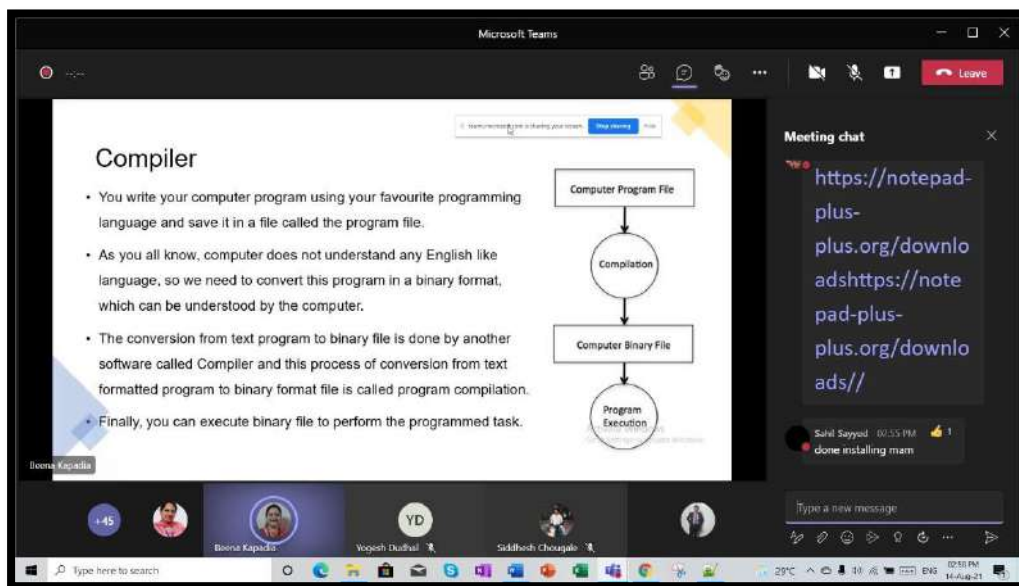 Microsoft Teams
--:--
Leave
teams.microsoft.com is sharing your screen.
Stop sharing
Hide
Compiler
• You write your computer program using your favourite programming
language and save it in a file called the program file.
• As you all know, computer does not understand any English like
language, so we need to convert this program in a binary format,
which can be understood by the computer.
• The conversion from text program to binary file is done by another
software called Compiler and this process of conversion from text
formatted program to binary format file is called program compilation.
• Finally, you can execute binary file to perform the programmed task.
Computer Program File
Compilation
Computer Binary File
Program
Execution
Beena Kapadia
Meeting chat
https://notepad-
plus-
plus.org/downlo
adshttps://note
pad-plus-
plus.org/downlo
ads//
Sahil Sayyed 02:55 PM 👍 1
done installing mam
Type a new message
+45
Beena Kapadia
YD
Yogesh Dudhal
Siddhesh Chougale
Type here to search
29°C
ENG
02:58 PM
14-Aug-21